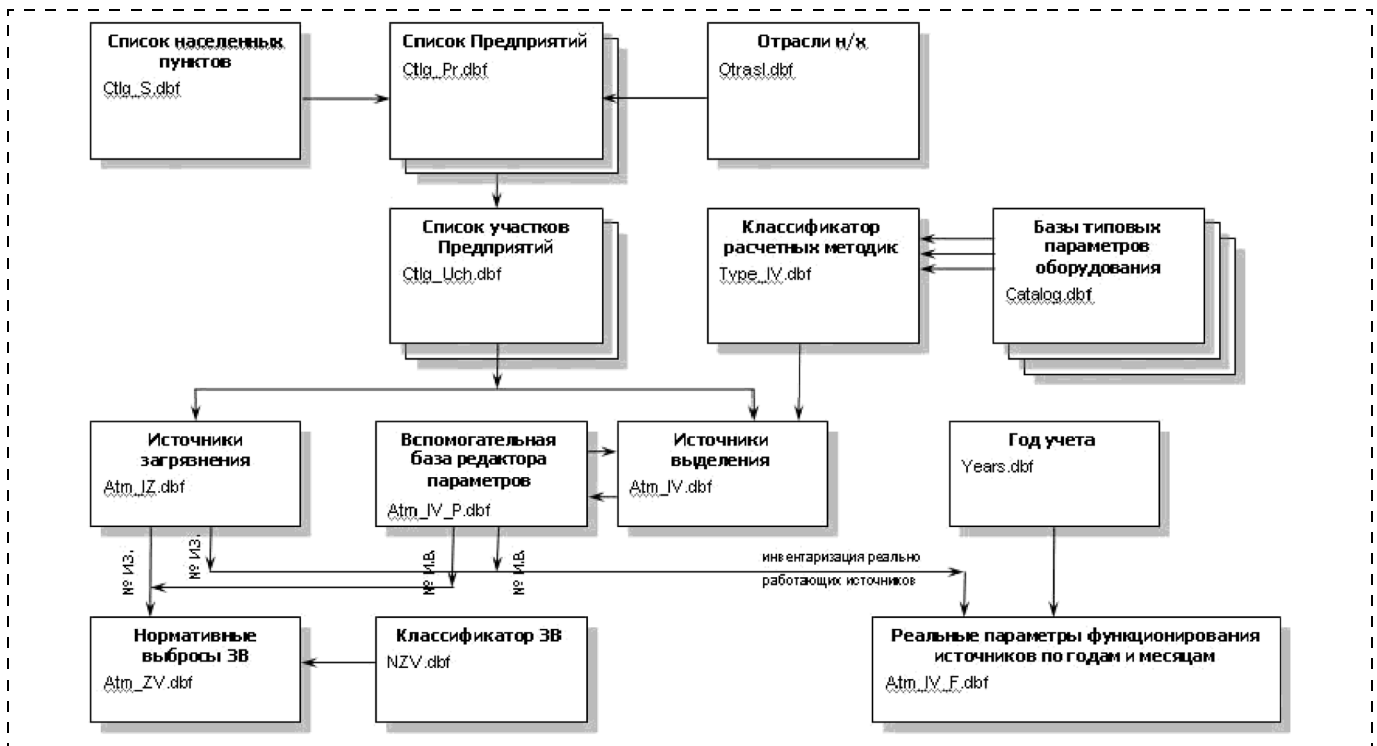 Список населенных
пунктов
Ctlg_S.dbf
Список Предприятий
Ctlg_Pr.dbf
Отрасли н/х
Otrasl.dbf
Список участков
Предприятий
Ctlg_Uch.dbf
Классификатор
расчетных методик
Type_IV.dbf
Базы типовых
параметров
оборудования
Catalog.dbf
Источники
загрязнения
Atm_IZ.dbf
Вспомогательная
база редактора
параметров
Atm_IV_P.dbf
Источники
выделения
Atm_IV.dbf
Год учета
Years.dbf
№ ИЗ.
№ ИЗ.
№ И.В.
№ И.В.
инвентаризация реально
работающих источников
Нормативные
выбросы ЗВ
Atm_ZV.dbf
Классификатор ЗВ
NZV.dbf
Реальные параметры функционирования
источников по годам и месяцам
Atm_IV_F.dbf